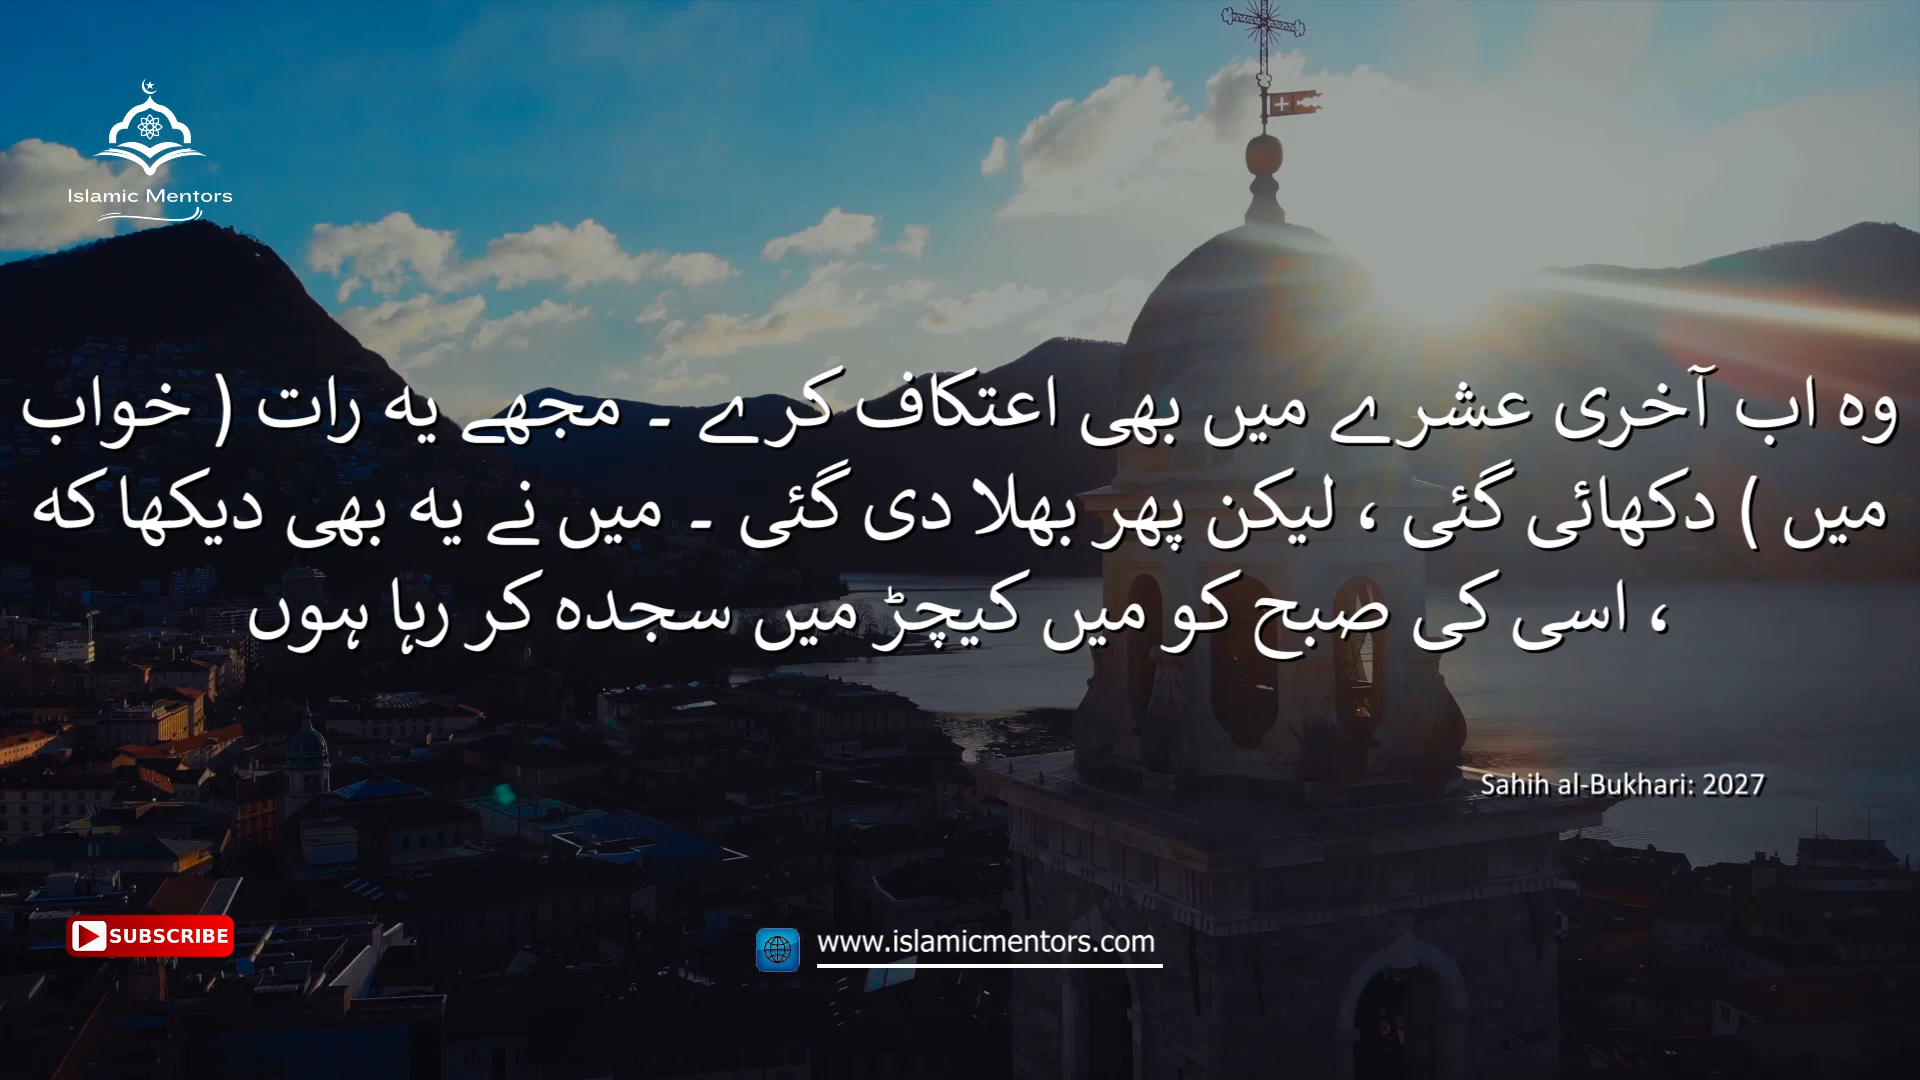 Islamic Mentors
وہ اب آخری عشرے میں بھی اعتکاف کرے ۔ مجھے یہ رات ( خواب
میں ) دکھائی گئی ، لیکن پھر بھلا دی گئی ۔ میں نے یہ بھی دیکھا کہ
، اسی کی صبح کو میں کیچڑ میں سجدہ کر رہا ہوں
Sahih al-Bukhari: 2027
SUBSCRIBE
www.islamicmentors.com